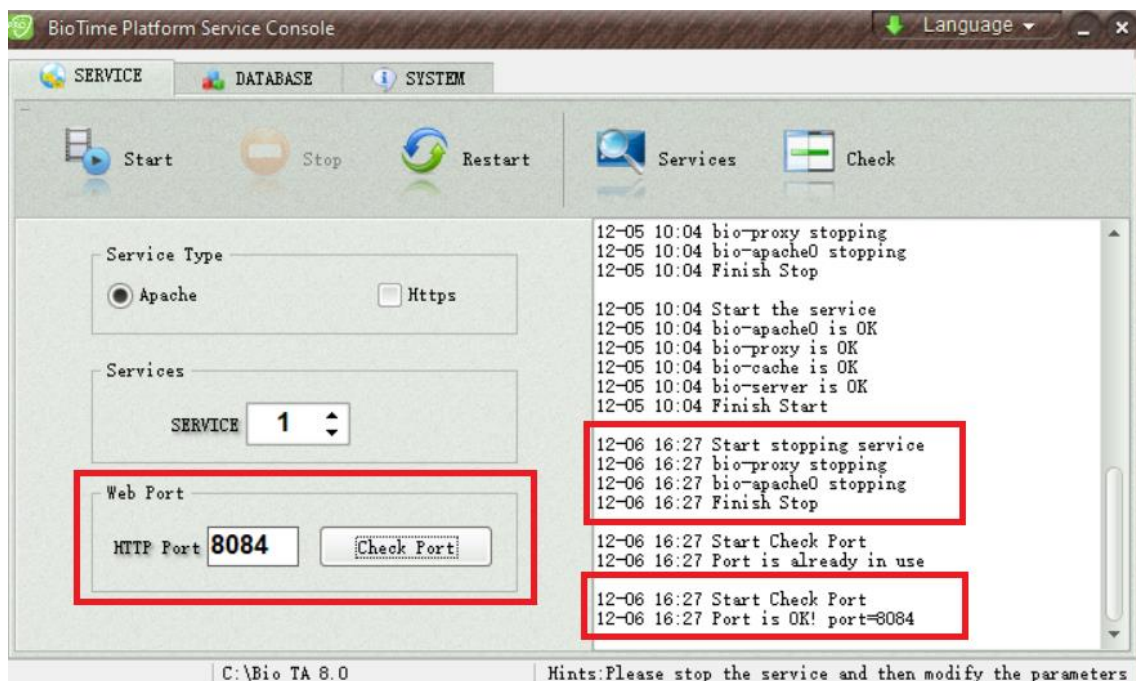 BioTime Platform Service Console
Language
SERVICE
DATABASE
SYSTEM
Start
Stop
Restart
Services
Check
Service Type
Apache
Https
Services
SERVICE 1
Web Port
HTTP Port 8084 Check Port
12-05 10:04 bio-proxy stopping
12-05 10:04 bio-apache0 stopping
12-05 10:04 Finish Stop
12-05 10:04 Start the service
12-05 10:04 bio-apache0 is OK
12-05 10:04 bio-proxy is OK
12-05 10:04 bio-cache is OK
12-05 10:04 bio-server is OK
12-05 10:04 Finish Start
12-06 16:27 Start stopping service
12-06 16:27 bio-proxy stopping
12-06 16:27 bio-apache0 stopping
12-06 16:27 Finish Stop
12-06 16:27 Start Check Port
12-06 16:27 Port is already in use
12-06 16:27 Start Check Port
12-06 16:27 Port is OK! port=8084
C:\Bio TA 8.0
Hints:Please stop the service and then modify the parameters